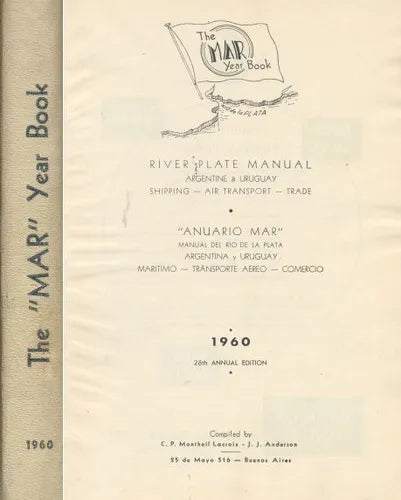 The "MAR" Year Book
1960
The
MAR
Year Book
de la PLATA
RIVER PLATE MANUAL
ARGENTINE & URUGUAY
SHIPPING — AIR TRANSPORT — TRADE
"ANUARIO MAR"
MANUAL DEL RIO DE LA PLATA
ARGENTINA y URUGUAY
MARITIMO — TRANSPORTE AEREO — COMERCIO
1960
28th ANNUAL EDITION
Compiled by
C. P. Montheil Lacroix - J. J. Anderson
25 de Mayo 516 — Buenos Aires